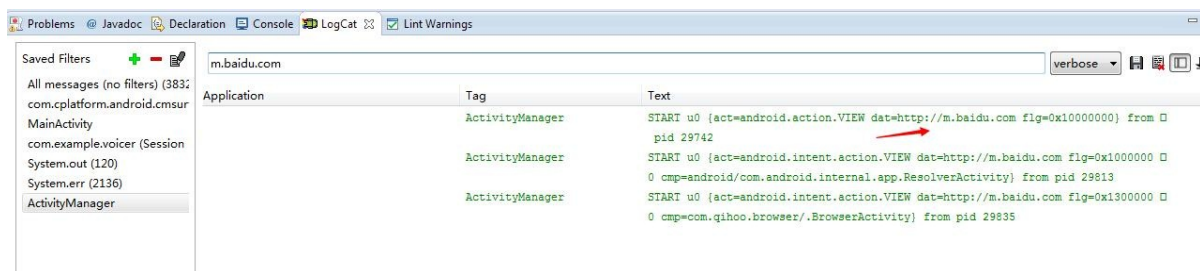 Problems @ Javadoc Declaration Console LogCat Lint Warnings
Saved Filters
m.baidu.com
verbose
All messages (no filters) (3832
com.cplatform.android.cmsur
MainActivity
com.example.voicer (Session
System.out (120)
System.err (2136)
ActivityManager
Application Tag Text
ActivityManager START u0 {act=android.action.VIEW dat=http://m.baidu.com flg=0x10000000} from
pid 29742
ActivityManager START u0 {act=android.intent.action.VIEW dat=http://m.baidu.com flg=0x1000000
0 cmp=android/com.android.internal.app.ResolverActivity} from pid 29813
ActivityManager START u0 {act=android.intent.action.VIEW dat=http://m.baidu.com flg=0x1300000
0 cmp=com.qihoo.browser/.BrowserActivity} from pid 29835